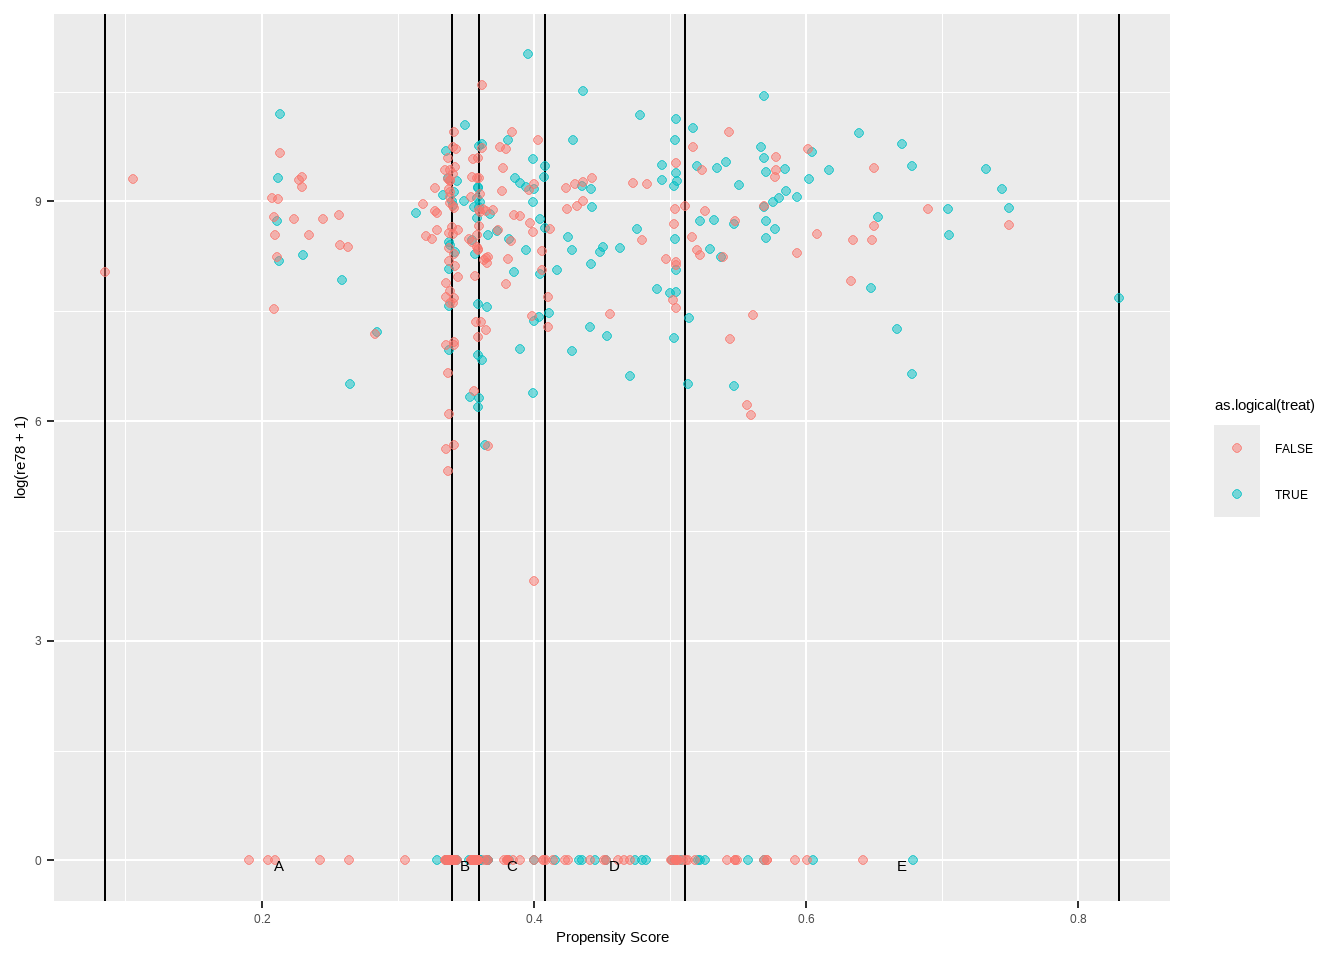 log(re78 + 1)
9
6
3
0
A
B
C
D
E
0.2
0.4
0.6
0.8
Propensity Score
as.logical(treat)
FALSE
TRUE